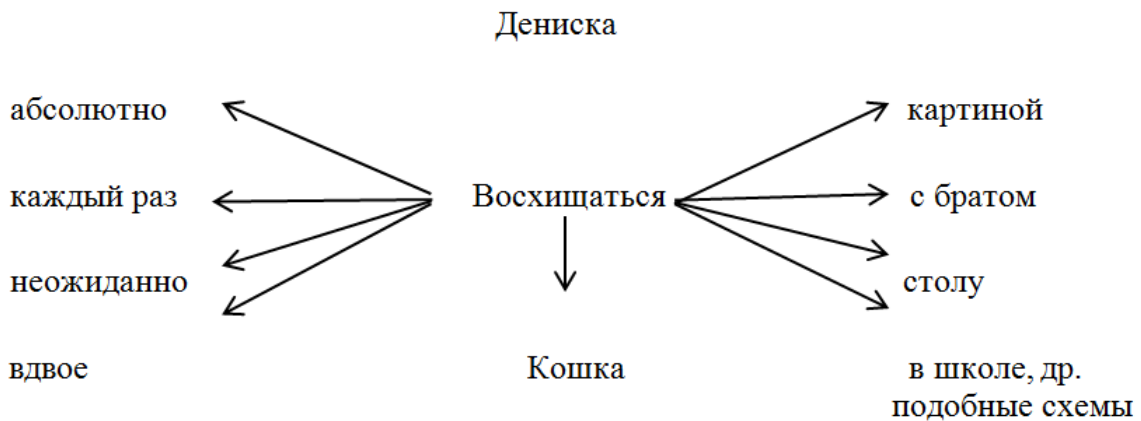 Дениска
абсолютно
картиной
каждый раз
Восхищаться
с братом
неожиданно
столу
вдвое
Кошка
в школе, др.
подобные схемы